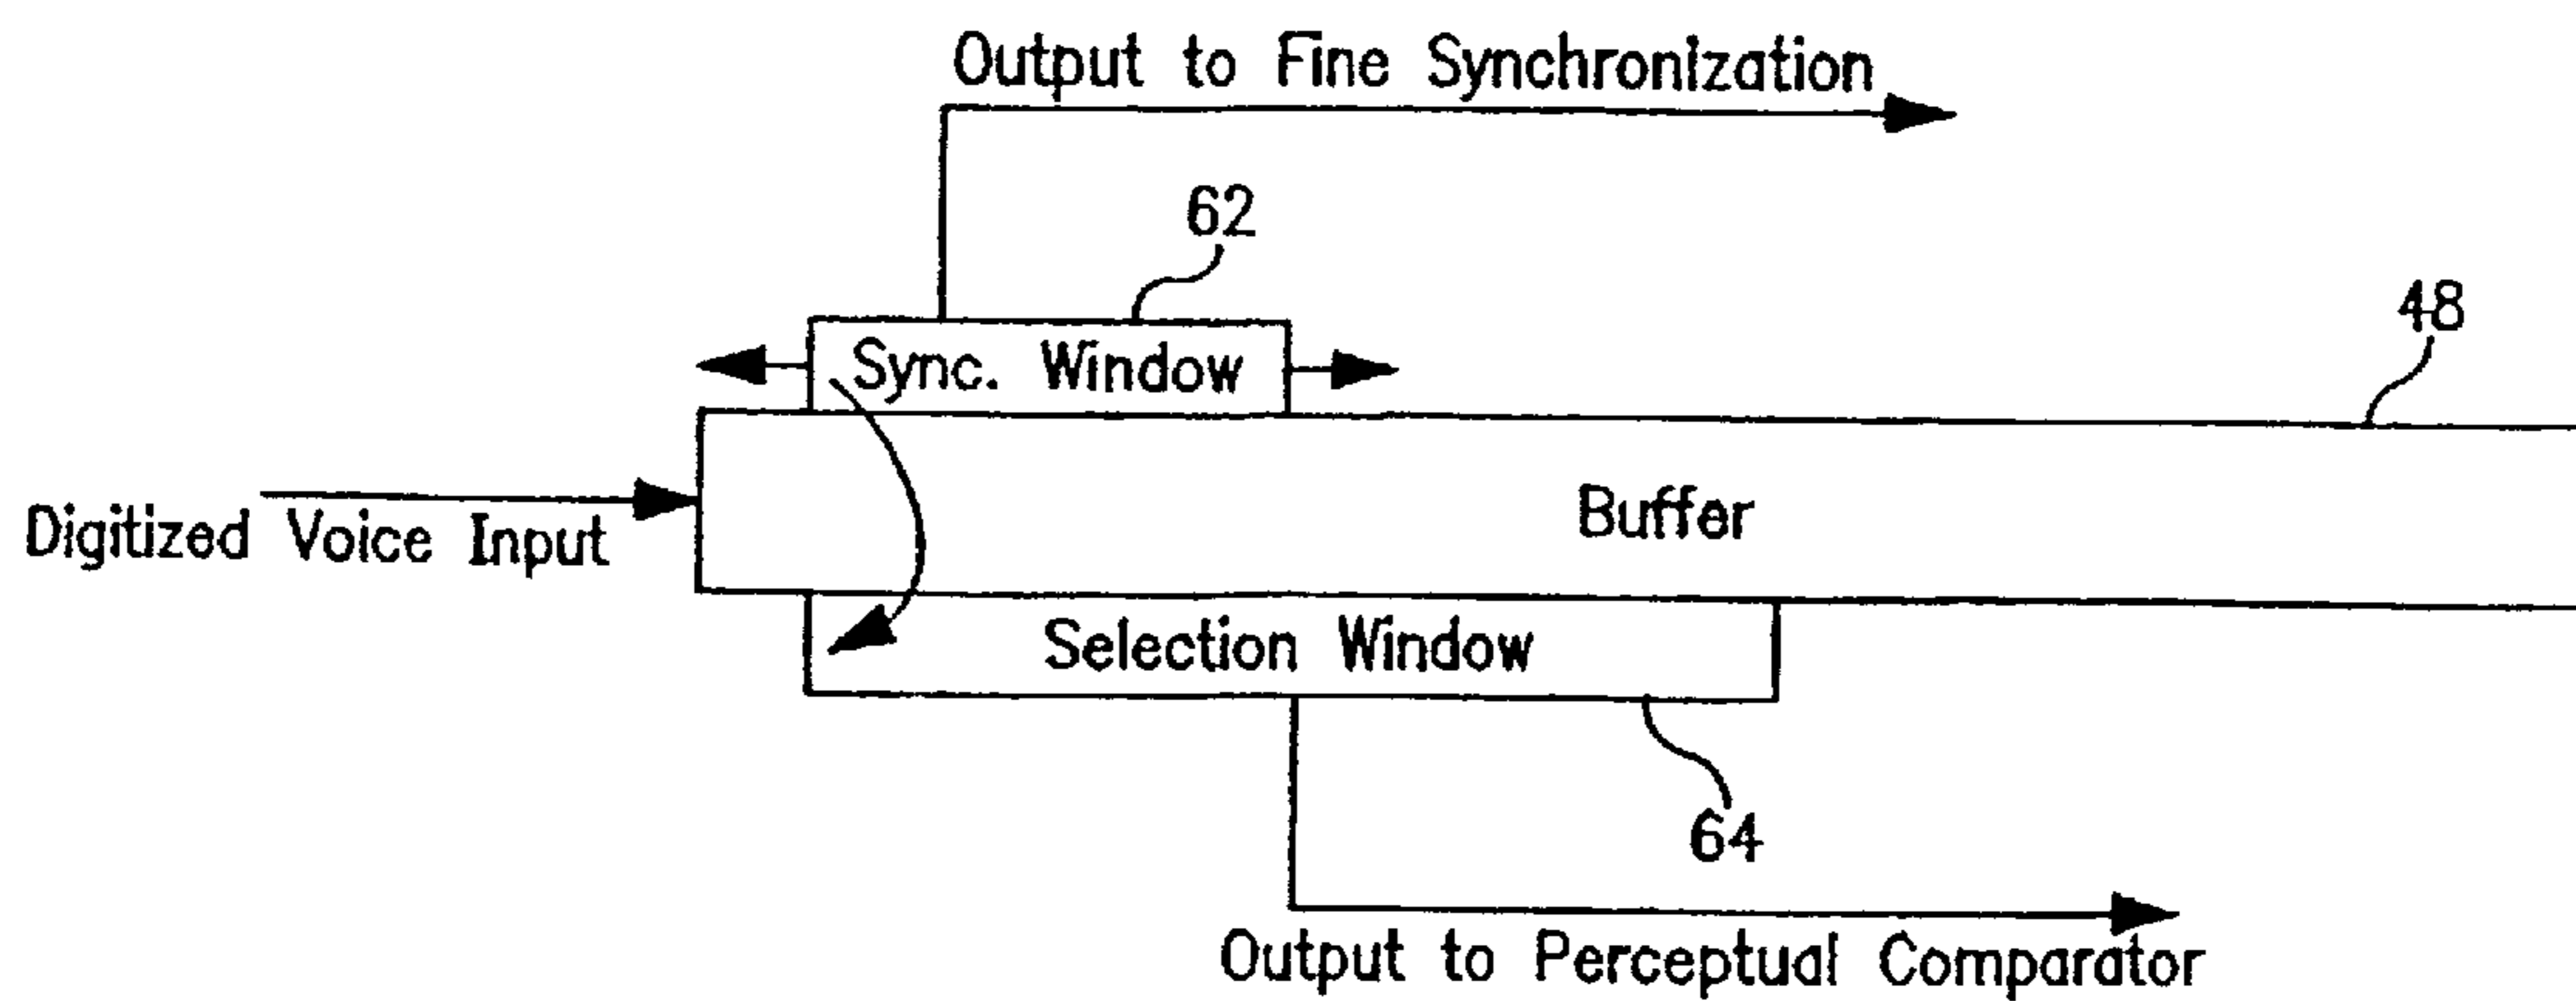 Output to Fine Synchronization
62
48
Sync. Window
Buffer
Digitized Voice Input
Selection Window
64
Output to Perceptual Comparator